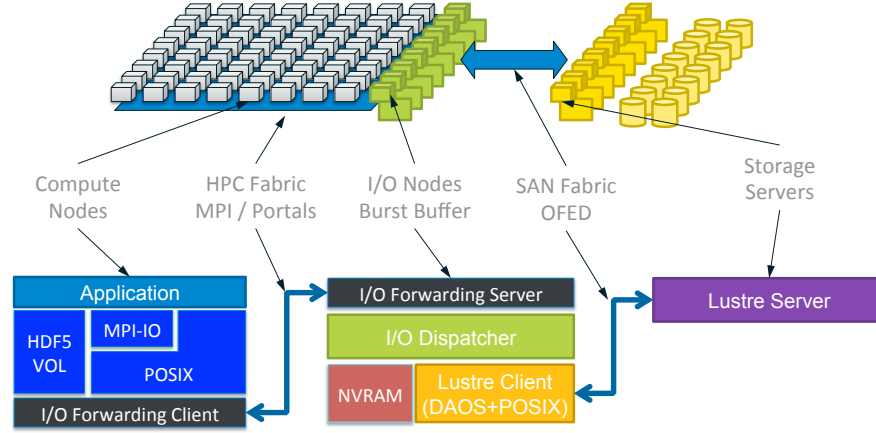 Compute
Nodes
HPC Fabric
MPI / Portals
I/O Nodes
Burst Buffer
SAN Fabric
OFED
Storage
Servers
Application
HDF5
VOL
MPI-IO
POSIX
I/O Forwarding Client
I/O Forwarding Server
I/O Dispatcher
NVRAM
Lustre Client
(DAOS+POSIX)
Lustre Server